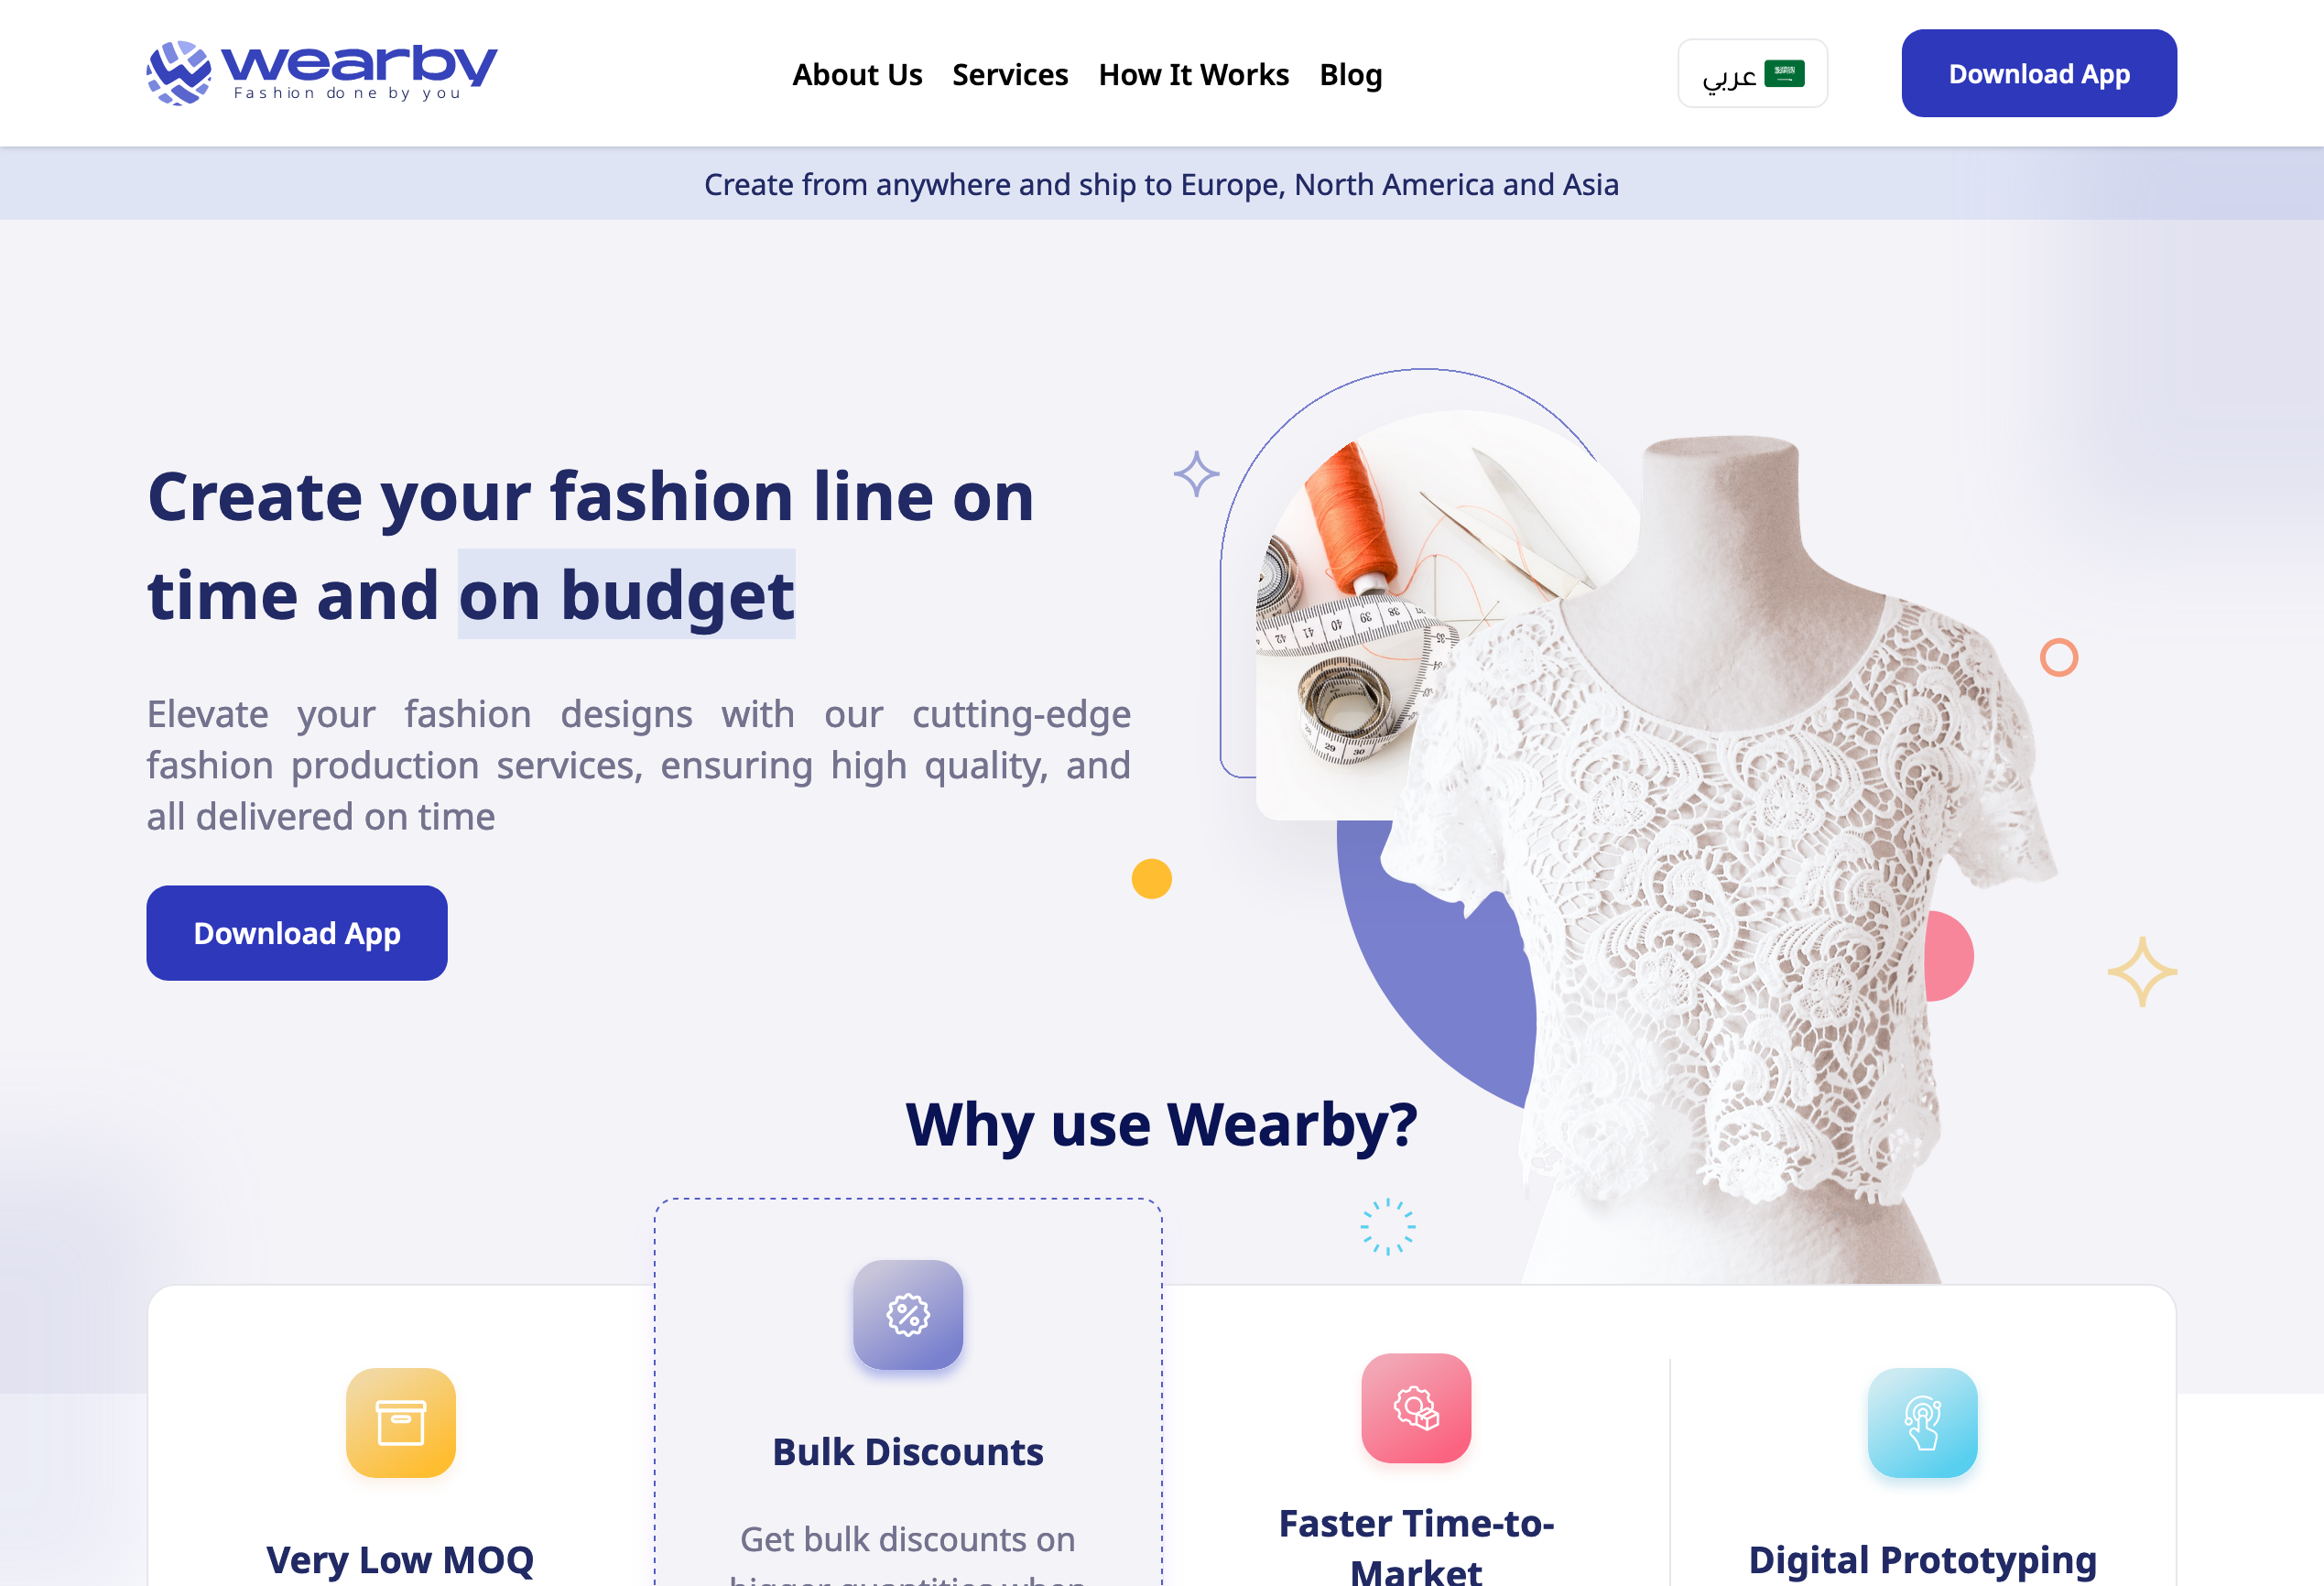 wearby
Fashion done by you
About Us
Services
How It Works
Blog
عربي
Download App
Create from anywhere and ship to Europe, North America and Asia
Create your fashion line on
time and on budget
Elevate your fashion designs with our cutting-edge
fashion production services, ensuring high quality, and
all delivered on time
Download App
Why use Wearby?
Very Low MOQ
Bulk Discounts
Get bulk discounts on
bigger quantities when
Faster Time-to-
Market
Digital Prototyping